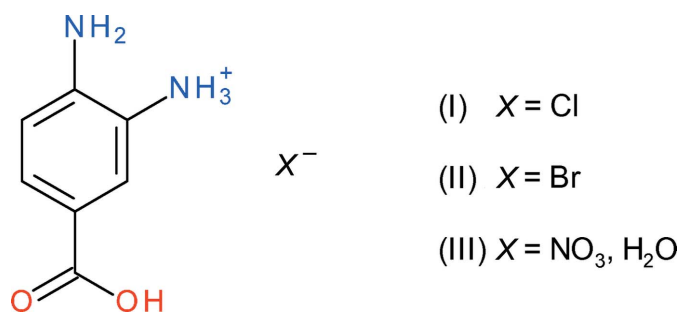 NH₂
NH₃⁺
X⁻
(I) X = Cl
(II) X = Br
(III) X = NO₃, H₂O
O
OH